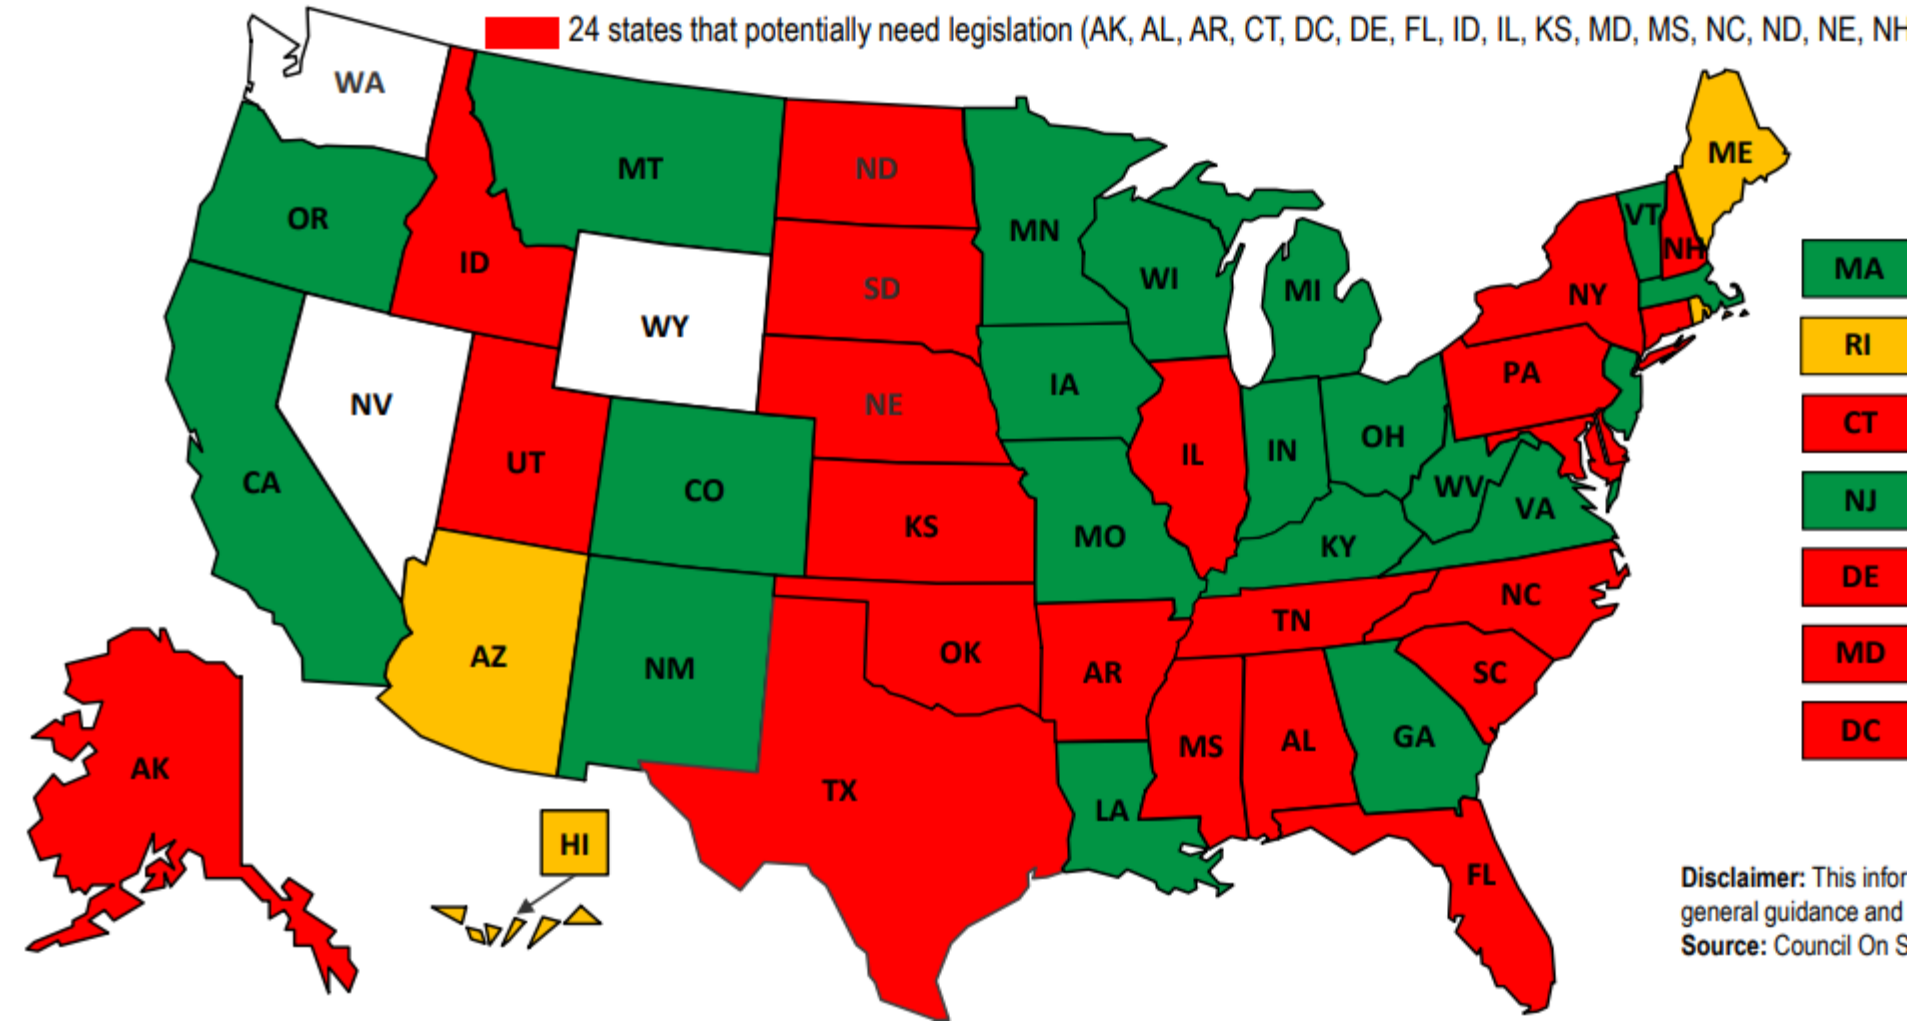 24 states that potentially need legislation (AK, AL, AR, CT, DC, DE, FL, ID, IL, KS, MD, MS, NC, ND, NE, NH
WA
MT
ND
MN
ME
OR
ID
SD
WI
MI
VT
NH
NY
MA
WY
RI
NV
NE
IA
PA
CT
UT
CO
KS
IL
IN
OH
WV
VA
NJ
CA
MO
KY
DE
AZ
NM
OK
AR
TN
NC
MD
SC
AK
TX
MS
AL
GA
DC
LA
HI
FL
Disclaimer: This infor
general guidance and
Source: Council On S